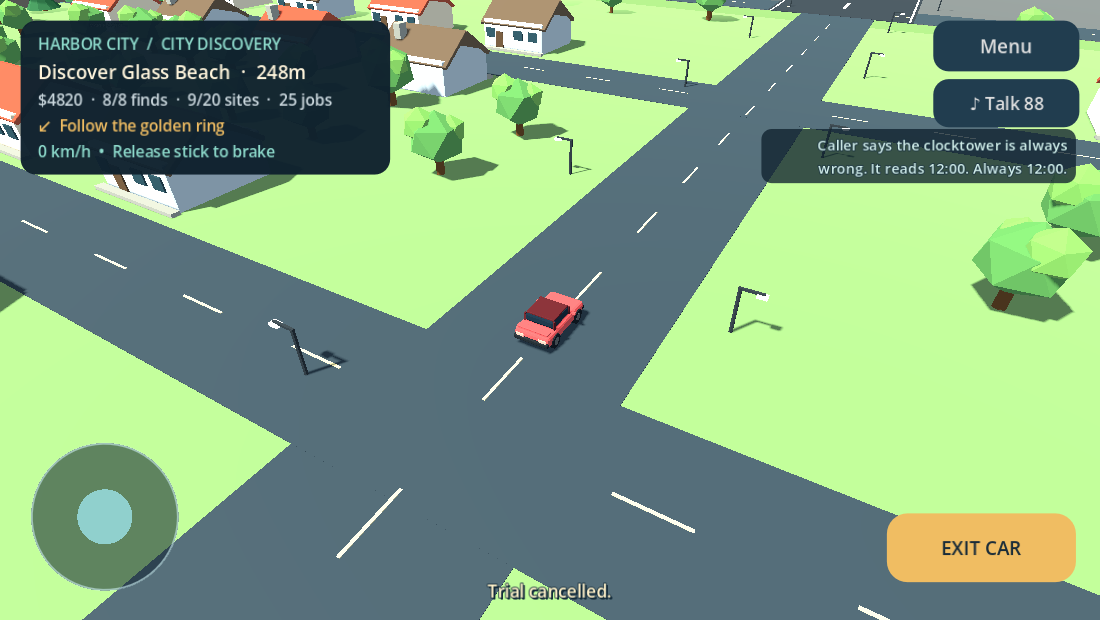 HARBOR CITY / CITY DISCOVERY
Discover Glass Beach · 248m
$4820 · 8/8 finds · 9/20 sites · 25 jobs
↙ Follow the golden ring
0 km/h • Release stick to brake
Menu
♪ Talk 88
Caller says the clocktower is always
wrong. It reads 12:00. Always 12:00.
EXIT CAR
Trial cancelled.